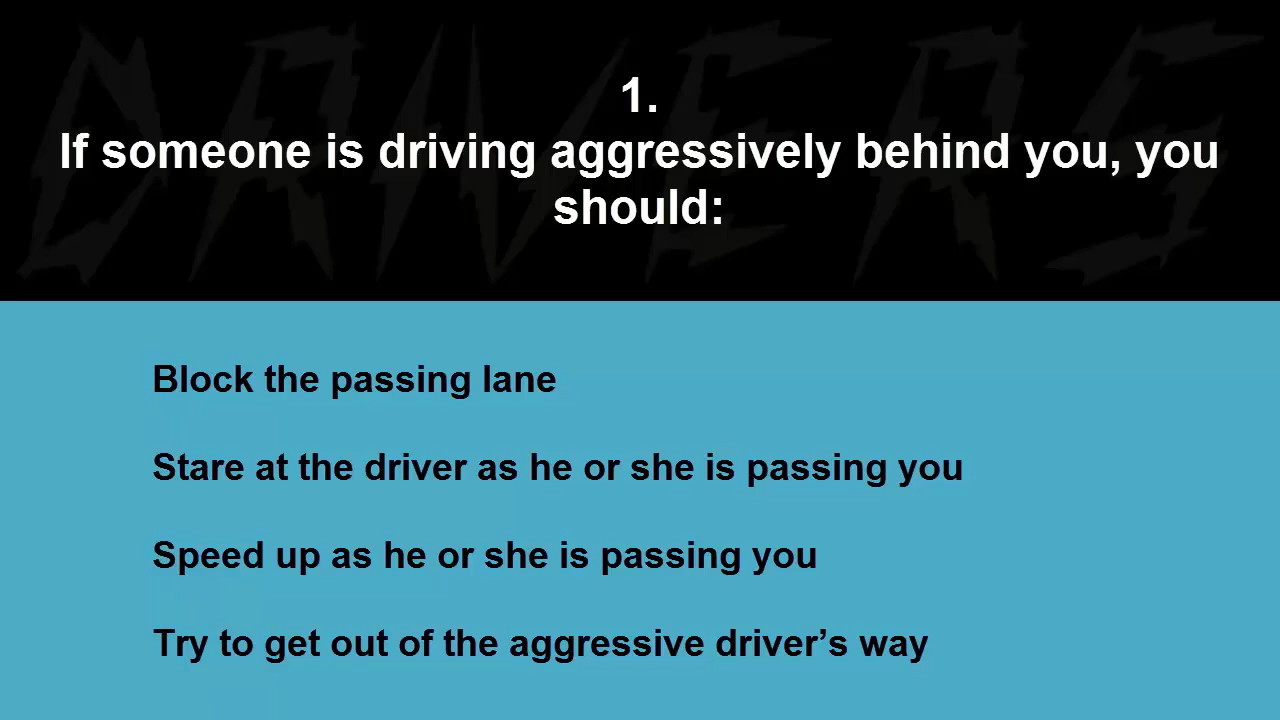 DRIVERS
1.
If someone is driving aggressively behind you, you
should:
Block the passing lane
Stare at the driver as he or she is passing you
Speed up as he or she is passing you
Try to get out of the aggressive driver’s way